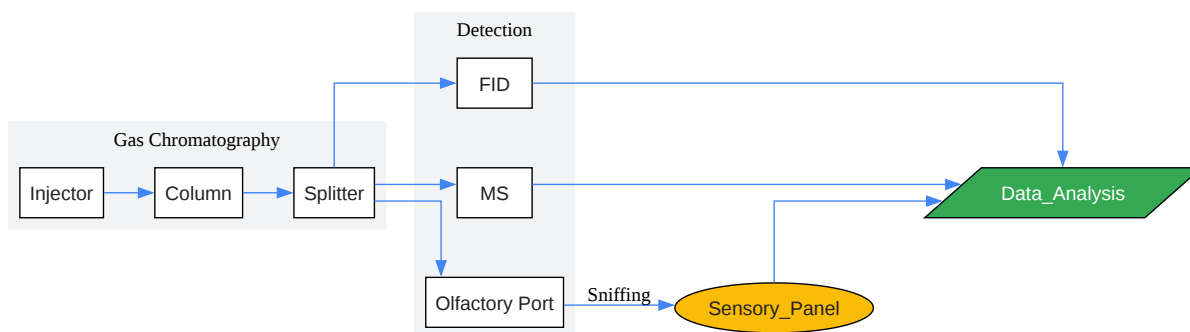 Detection
FID
Gas Chromatography
Injector
Column
Splitter
MS
Data_Analysis
Olfactory Port
Sniffing
Sensory_Panel